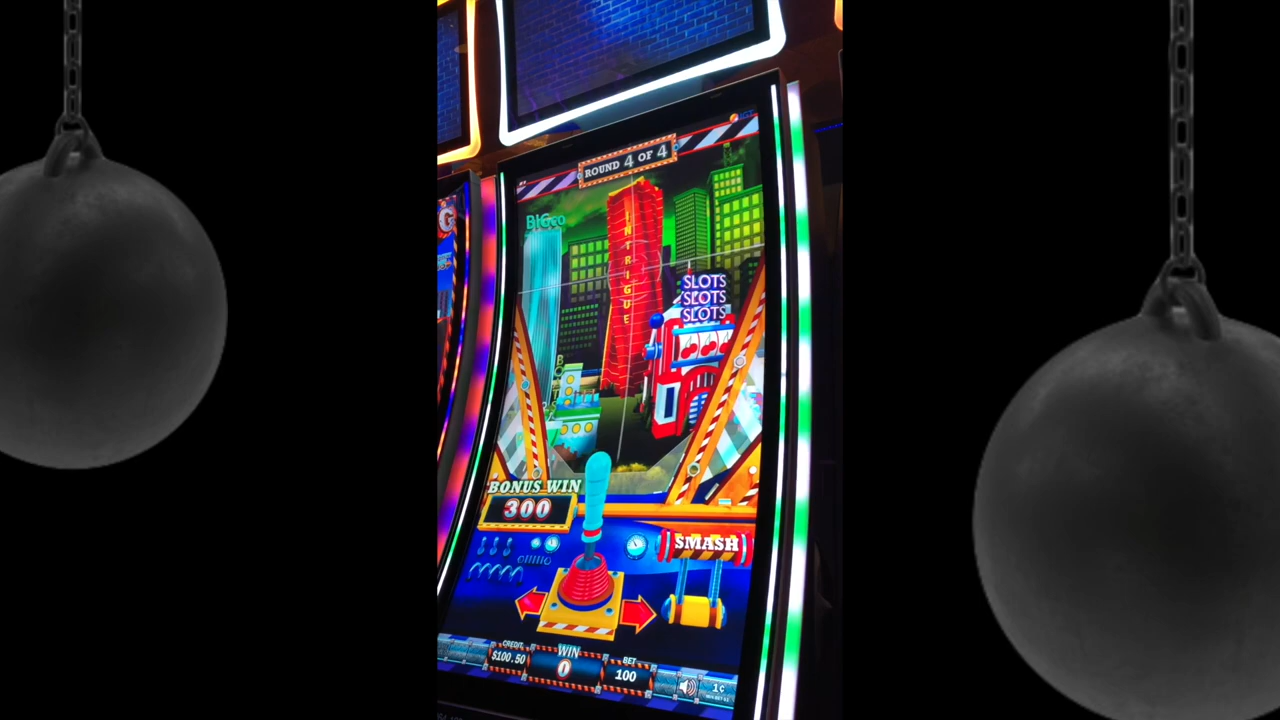 IGT
ROUND 4 OF 4
BIGco
INTRIGUE
SLOTS
SLOTS
SLOTS
BONUS WIN
300
SMASH
CREDIT
$100.50
WIN
0
BET
100
1¢